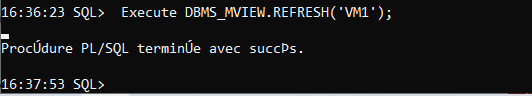 16:36:23 SQL>  Execute DBMS_MVIEW.REFRESH('VM1');
ProcÚdure PL/SQL terminÚe avec succÞs.
16:37:53 SQL>